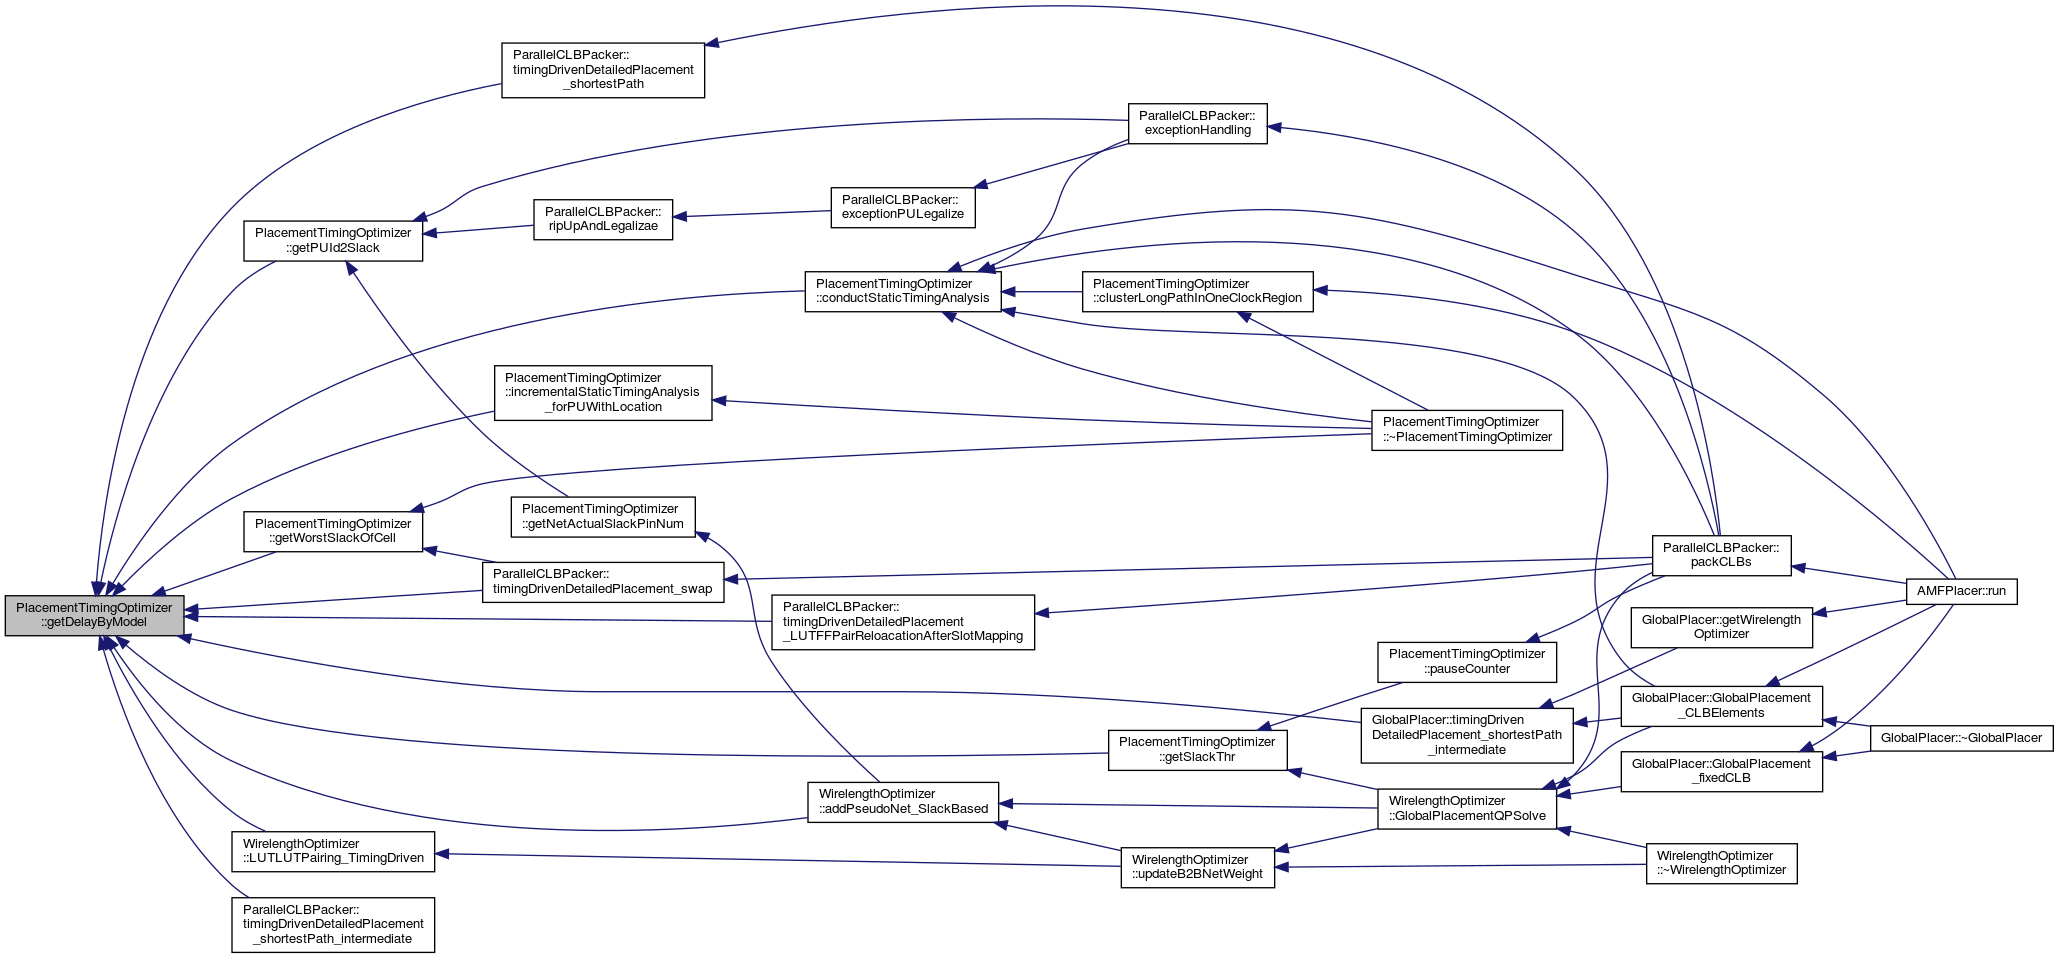 ParallelCLBPacker::
timingDrivenDetailedPlacement
_shortestPath
ParallelCLBPacker::
exceptionHandling
ParallelCLBPacker::
exceptionPULegalize
ParallelCLBPacker::
ripUpAndLegalizae
PlacementTimingOptimizer
::getPUId2Slack
PlacementTimingOptimizer
::conductStaticTimingAnalysis
PlacementTimingOptimizer
::clusterLongPathInOneClockRegion
PlacementTimingOptimizer
::incrementalStaticTimingAnalysis
_forPUWithLocation
PlacementTimingOptimizer
::~PlacementTimingOptimizer
PlacementTimingOptimizer
::getNetActualSlackPinNum
PlacementTimingOptimizer
::getWorstSlackOfCell
ParallelCLBPacker::
packCLBs
ParallelCLBPacker::
timingDrivenDetailedPlacement_swap
AMFPlacer::run
PlacementTimingOptimizer
::getDelayByModel
ParallelCLBPacker::
timingDrivenDetailedPlacement
_LUTFFPairReloacationAfterSlotMapping
GlobalPlacer::getWirelength
Optimizer
PlacementTimingOptimizer
::pauseCounter
GlobalPlacer::GlobalPlacement
_CLBElements
GlobalPlacer::timingDriven
DetailedPlacement_shortestPath
_intermediate
GlobalPlacer::~GlobalPlacer
PlacementTimingOptimizer
::getSlackThr
GlobalPlacer::GlobalPlacement
_fixedCLB
WirelengthOptimizer
::addPseudoNet_SlackBased
WirelengthOptimizer
::GlobalPlacementQPSolve
WirelengthOptimizer
::LUTLUTPairing_TimingDriven
WirelengthOptimizer
::updateB2BNetWeight
WirelengthOptimizer
::~WirelengthOptimizer
ParallelCLBPacker::
timingDrivenDetailedPlacement
_shortestPath_intermediate